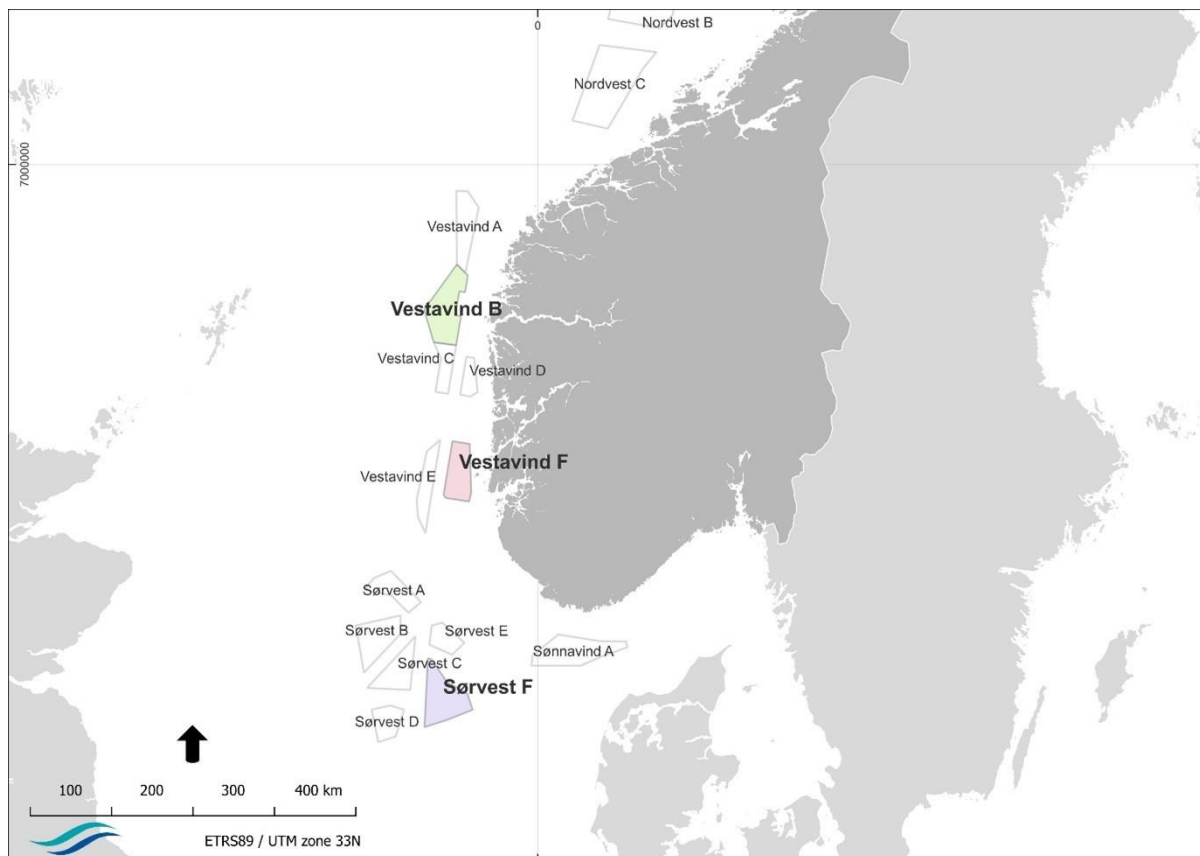 0
Nordvest B
Nordvest C
7000000
Vestavind A
Vestavind B
Vestavind C
Vestavind D
Vestavind F
Vestavind E
Sørvest A
Sørvest B
Sørvest E
Sønnavind A
Sørvest C
Sørvest F
Sørvest D
100 200 300 400 km
ETRS89 / UTM zone 33N